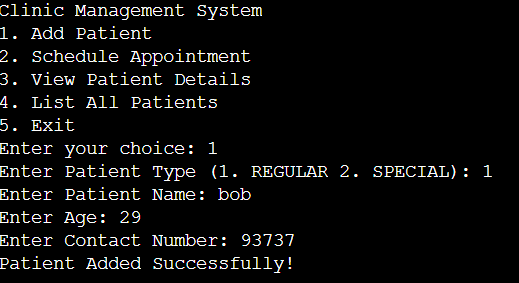 Clinic Management System
1. Add Patient
2. Schedule Appointment
3. View Patient Details
4. List All Patients
5. Exit
Enter your choice: 1
Enter Patient Type (1. REGULAR 2. SPECIAL): 1
Enter Patient Name: bob
Enter Age: 29
Enter Contact Number: 93737
Patient Added Successfully!